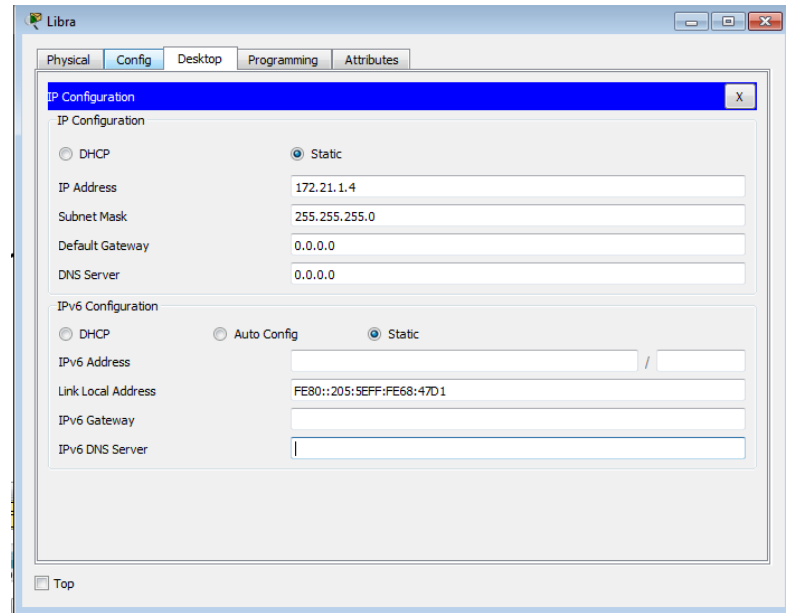 Libra
Physical Config Desktop Programming Attributes
IP Configuration X
IP Configuration
DHCP Static
IP Address 172.21.1.4
Subnet Mask 255.255.255.0
Default Gateway 0.0.0.0
DNS Server 0.0.0.0
IPv6 Configuration
DHCP Auto Config Static
IPv6 Address /
Link Local Address FE80::205:5EFF:FE68:47D1
IPv6 Gateway
IPv6 DNS Server
Top